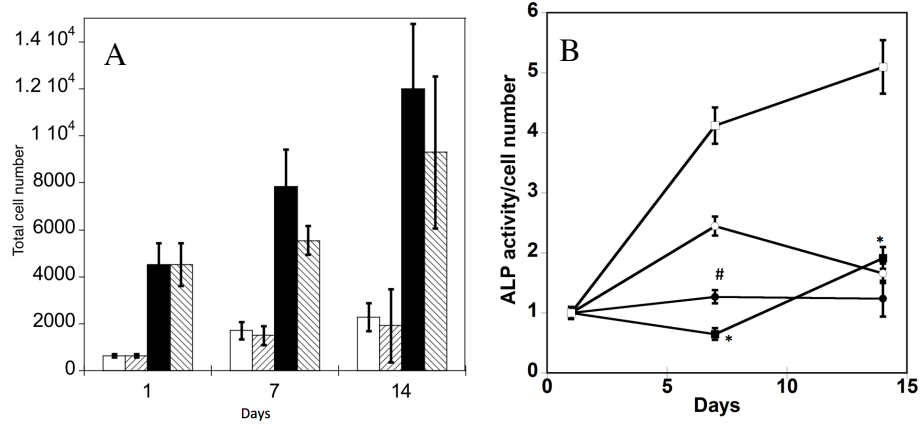 A
1.4 10⁴
1.2 10⁴
1 10⁴
8000
6000
4000
2000
0
Total cell number
1 7 14
Days
B
6
5
4
3
2
1
0
ALP activity/cell number
#
*
*
0 5 10 15
Days